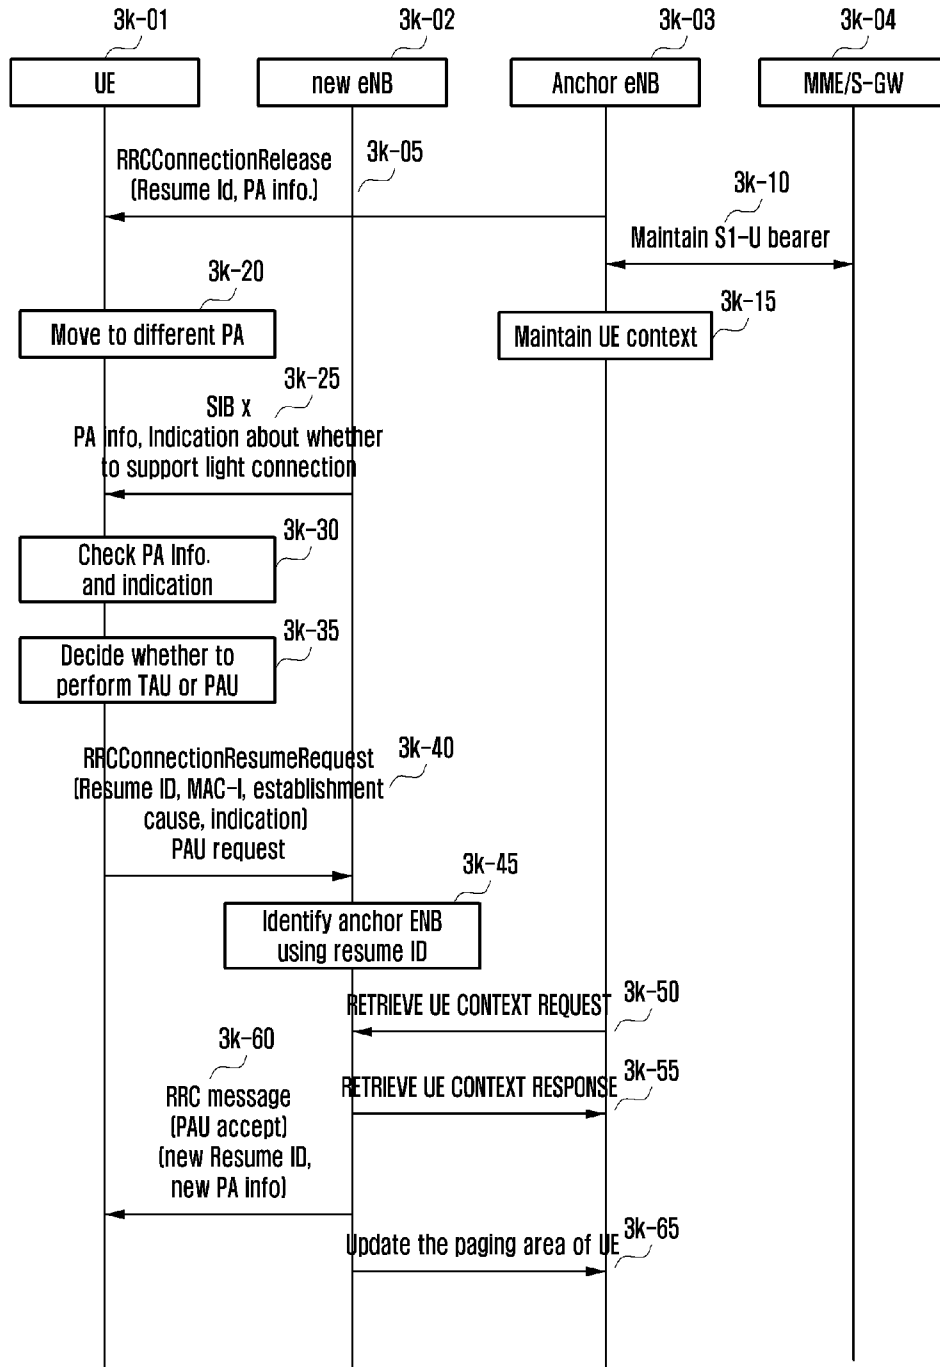 3k-01
3k-02
3k-03
3k-04
UE
new eNB
Anchor eNB
MME/S-GW
3k-05
RRCConnectionRelease
(Resume Id, PA info.)
3k-10
Maintain S1-U bearer
3k-20
Move to different PA
3k-15
Maintain UE context
3k-25
SIB x
PA info, Indication about whether
to support light connection
3k-30
Check PA Info.
and indication
3k-35
Decide whether to
perform TAU or PAU
3k-40
RRCConnectionResumeRequest
(Resume ID, MAC-I, establishment
cause, indication)
PAU request
3k-45
Identify anchor ENB
using resume ID
3k-50
RETRIEVE UE CONTEXT REQUEST
3k-55
RETRIEVE UE CONTEXT RESPONSE
3k-60
RRC message
(PAU accept)
(new Resume ID,
new PA info)
3k-65
Update the paging area of UE